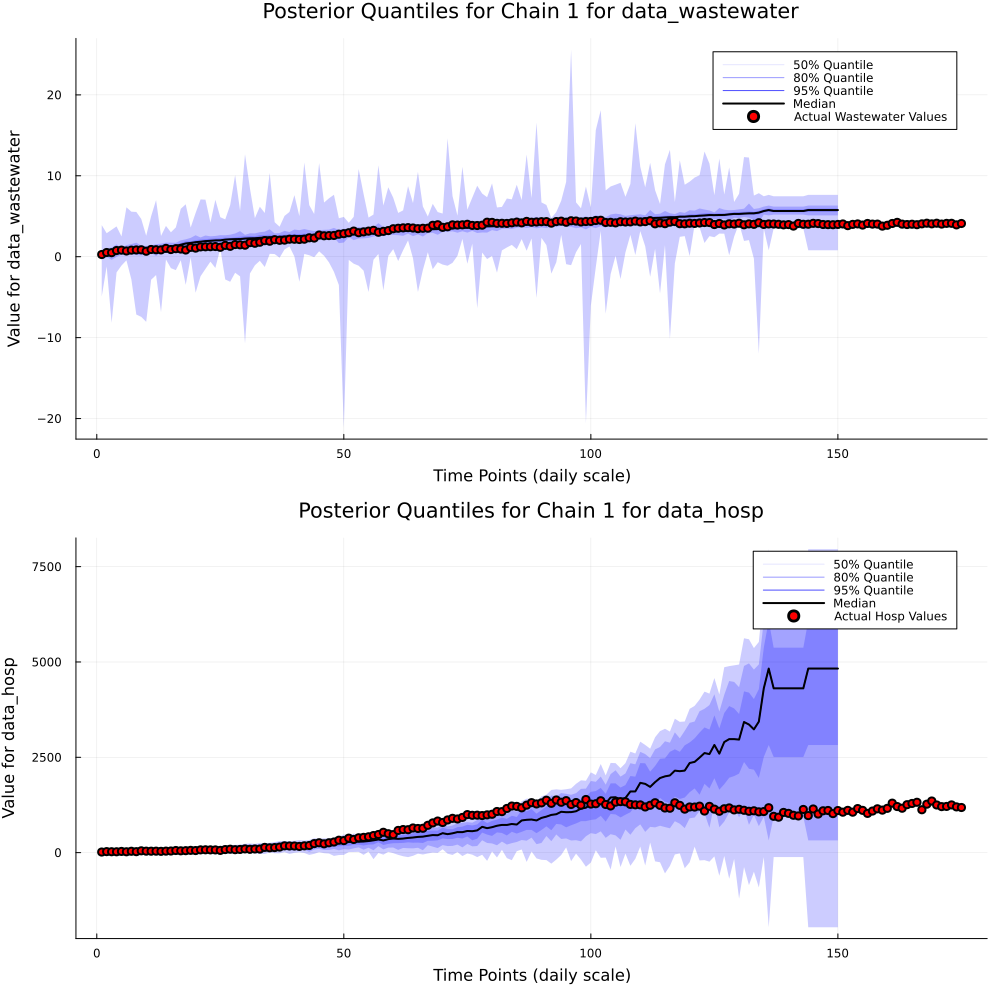 Posterior Quantiles for Chain 1 for data_wastewater
50% Quantile
80% Quantile
95% Quantile
Median
Actual Wastewater Values
Value for data_wastewater
20
10
0
−10
−20
0 50 100 150
Time Points (daily scale)
Posterior Quantiles for Chain 1 for data_hosp
50% Quantile
80% Quantile
95% Quantile
Median
Actual Hosp Values
Value for data_hosp
7500
5000
2500
0
0 50 100 150
Time Points (daily scale)